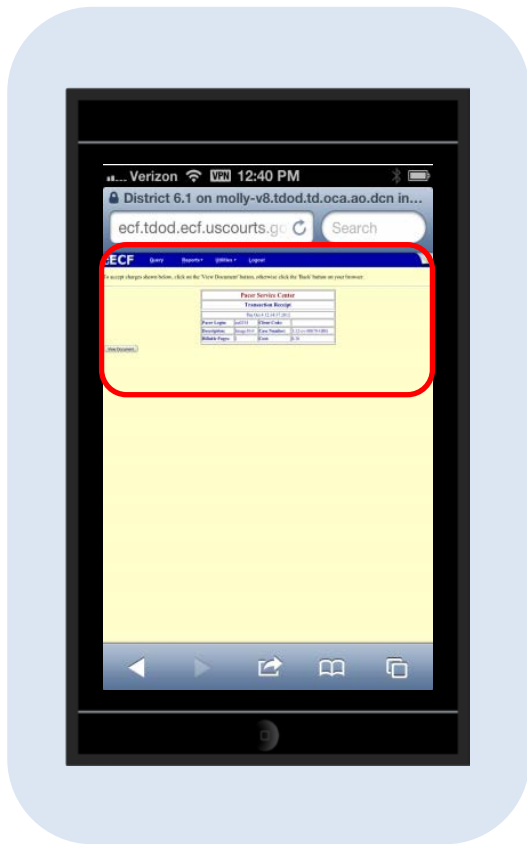 Verizon VPN 12:40 PM
District 6.1 on molly-v8.tdod.td.oca.ao.dcn in...
ecf.tdod.ecf.uscourts.go Search
ECF Query Reports Utilities Logout
To accept charges shown below, click on the 'View Document' button, otherwise click the 'Back' button on your browser.
Pacer Service Center
Transaction Receipt
Pacer Login: Client Code:
Description: Case Number:
Billable Pages: Cost:
View Document